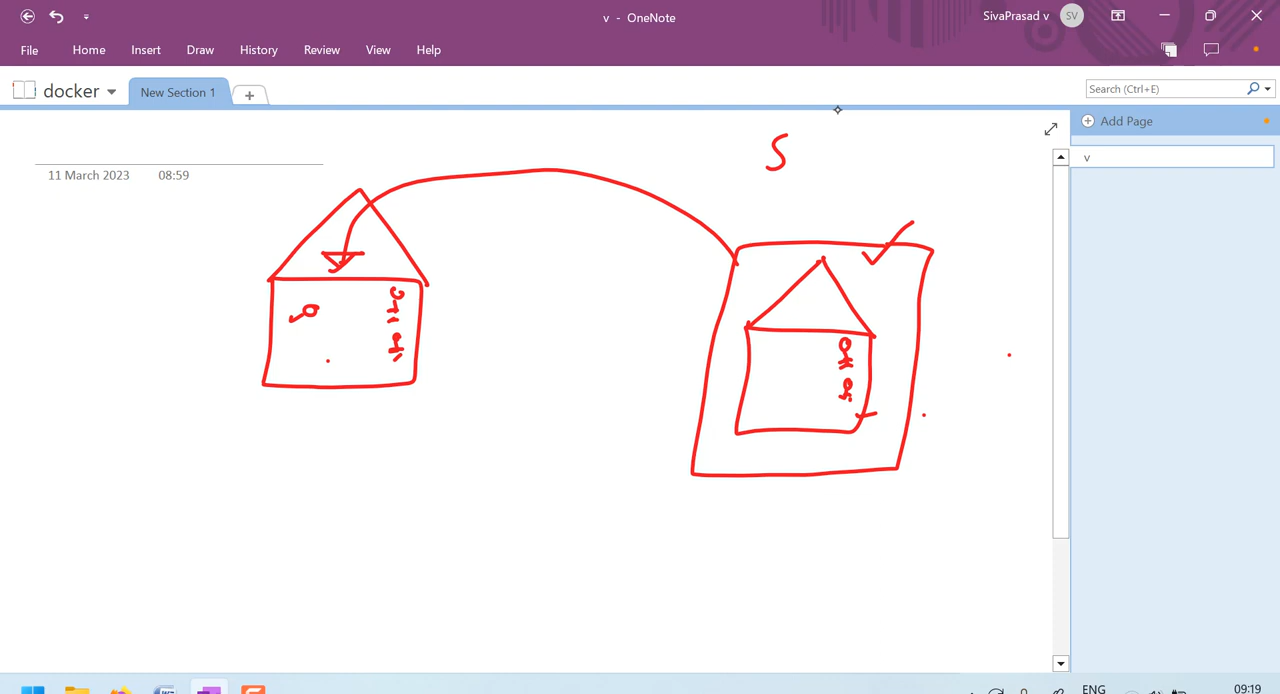 v - OneNote
SivaPrasad v
SV
File Home Insert Draw History Review View Help
docker
New Section 1
Search (Ctrl+E)
Add Page
v
11 March 2023 08:59
S
ENG
09:19